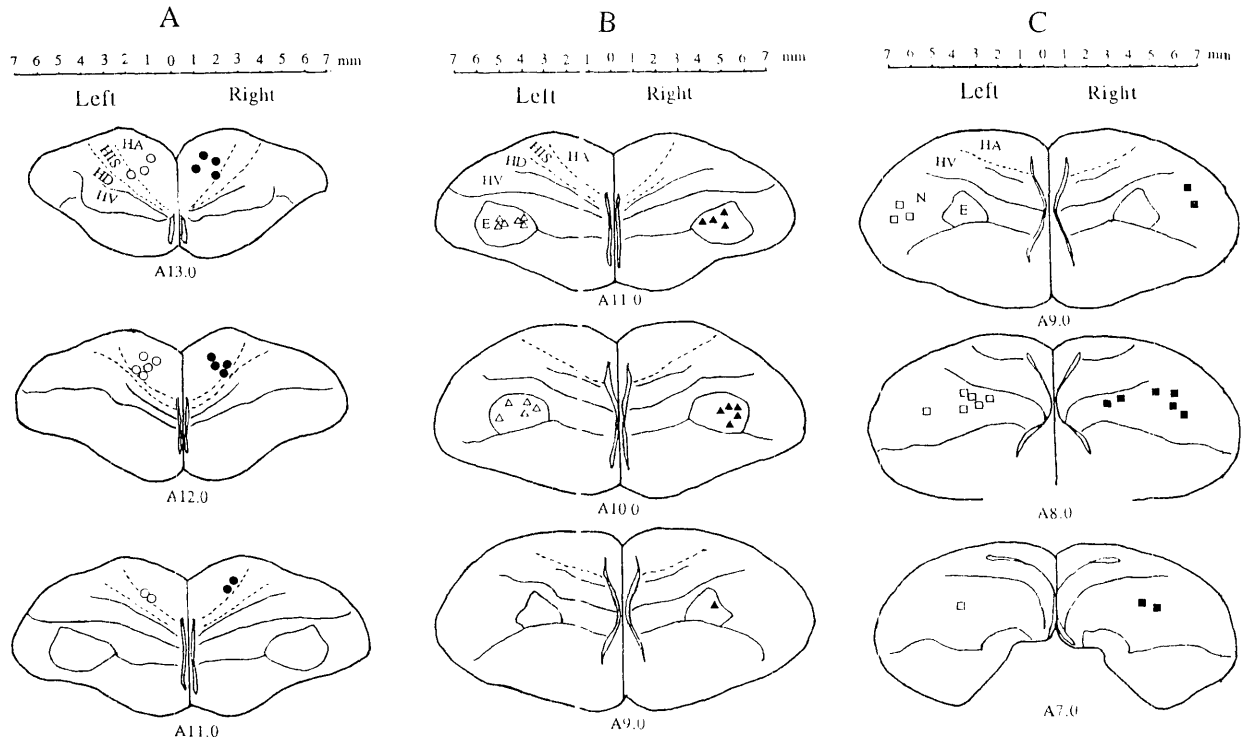 A
7 6 5 4 3 2 1 0 1 2 3 4 5 6 7 mm
Left Right
HA
HIS
HD
HV
A13.0
A12.0
A11.0
B
7 6 5 4 3 2 1 0 1 2 3 4 5 6 7 mm
Left Right
HIS HA
HD
HV
E
A11 0
A10 0
A9.0
C
7 6 5 4 3 2 1 0 1 2 3 4 5 6 7 mm
Left Right
HA
HV
N
E
A9.0
A8.0
A7.0